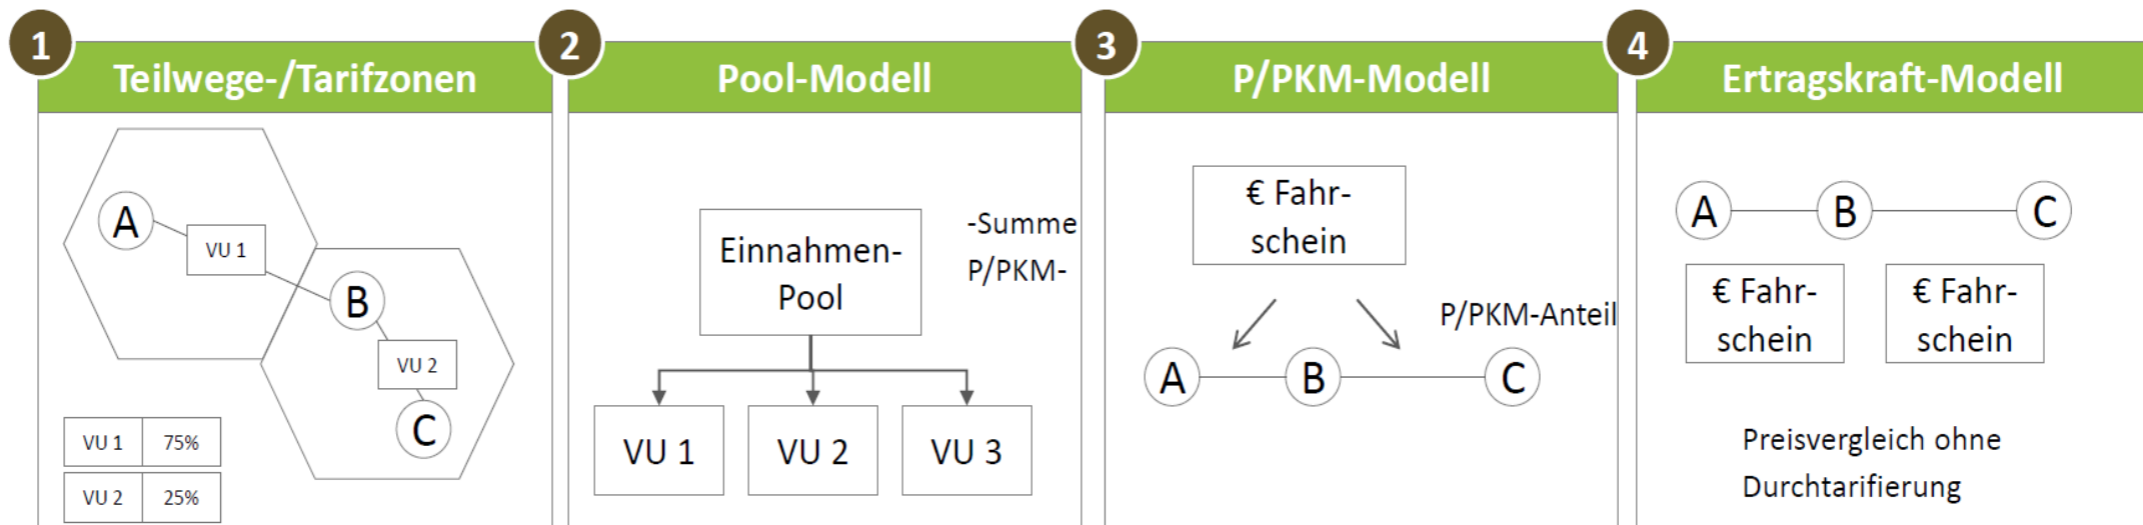 1
Teilwege-/Tarifzonen
A
VU 1
B
VU 2
C
VU 1 75%
VU 2 25%
2
Pool-Modell
Einnahmen-
Pool
-Summe
P/PKM-
VU 1
VU 2
VU 3
3
P/PKM-Modell
€ Fahr-
schein
P/PKM-Anteil
A
B
C
4
Ertragskraft-Modell
A
B
C
€ Fahr-
schein
€ Fahr-
schein
Preisvergleich ohne
Durchtarifierung